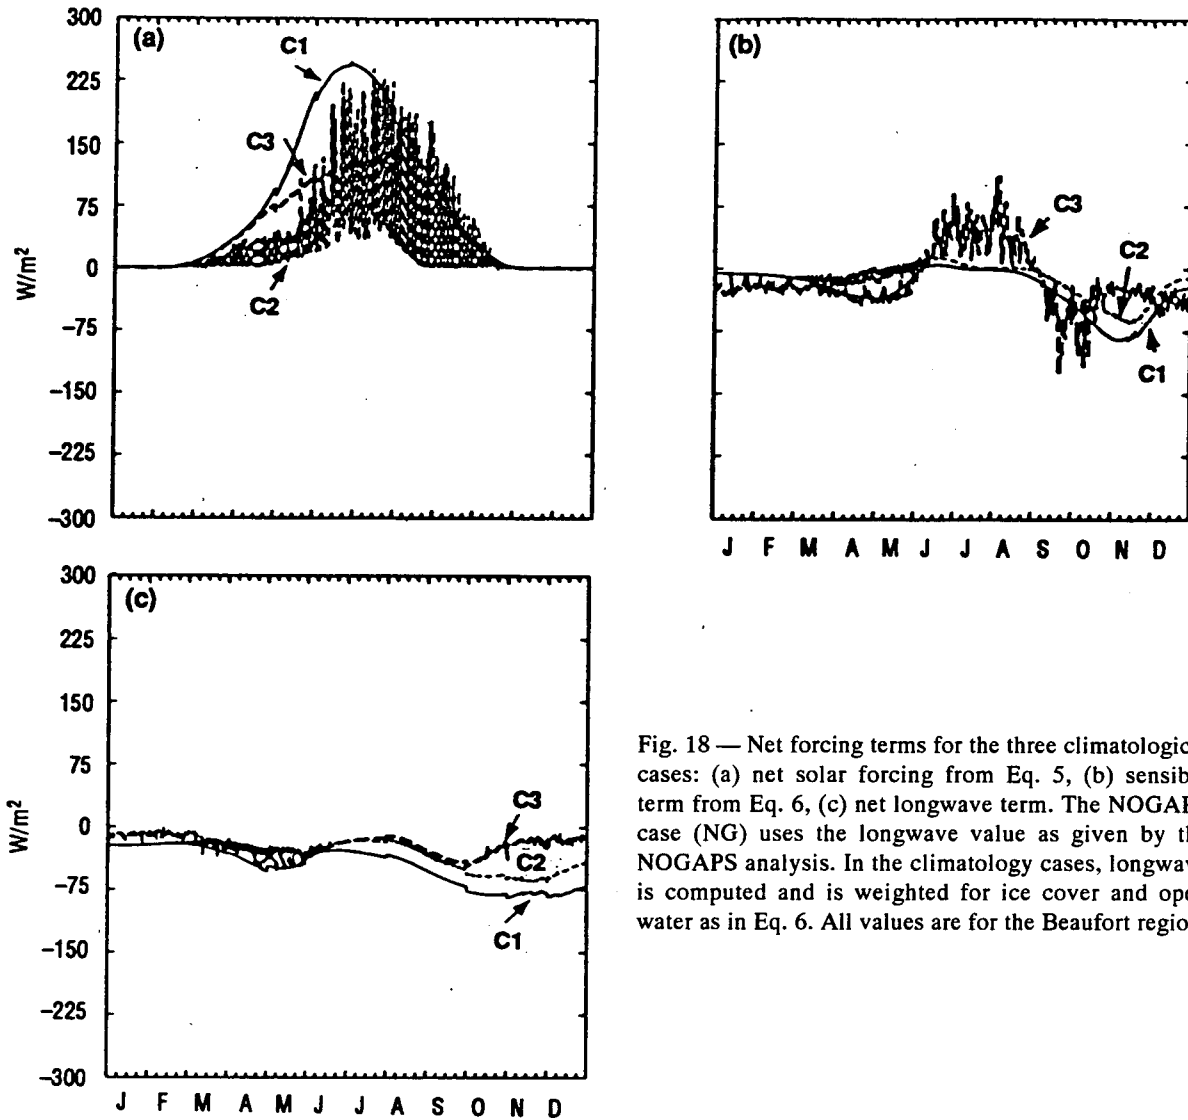 300
225
150
75
0
-75
-150
-225
-300
W/m²
(a)
C1
C3
C2
(b)
C3
C2
C1
J F M A M J J A S O N D
300
225
150
75
0
-75
-150
-225
-300
W/m²
(c)
C3
C2
C1
J F M A M J J A S O N D
Fig. 18 — Net forcing terms for the three climatologic
cases: (a) net solar forcing from Eq. 5, (b) sensib
term from Eq. 6, (c) net longwave term. The NOGAP
case (NG) uses the longwave value as given by th
NOGAPS analysis. In the climatology cases, longwav
is computed and is weighted for ice cover and ope
water as in Eq. 6. All values are for the Beaufort regio